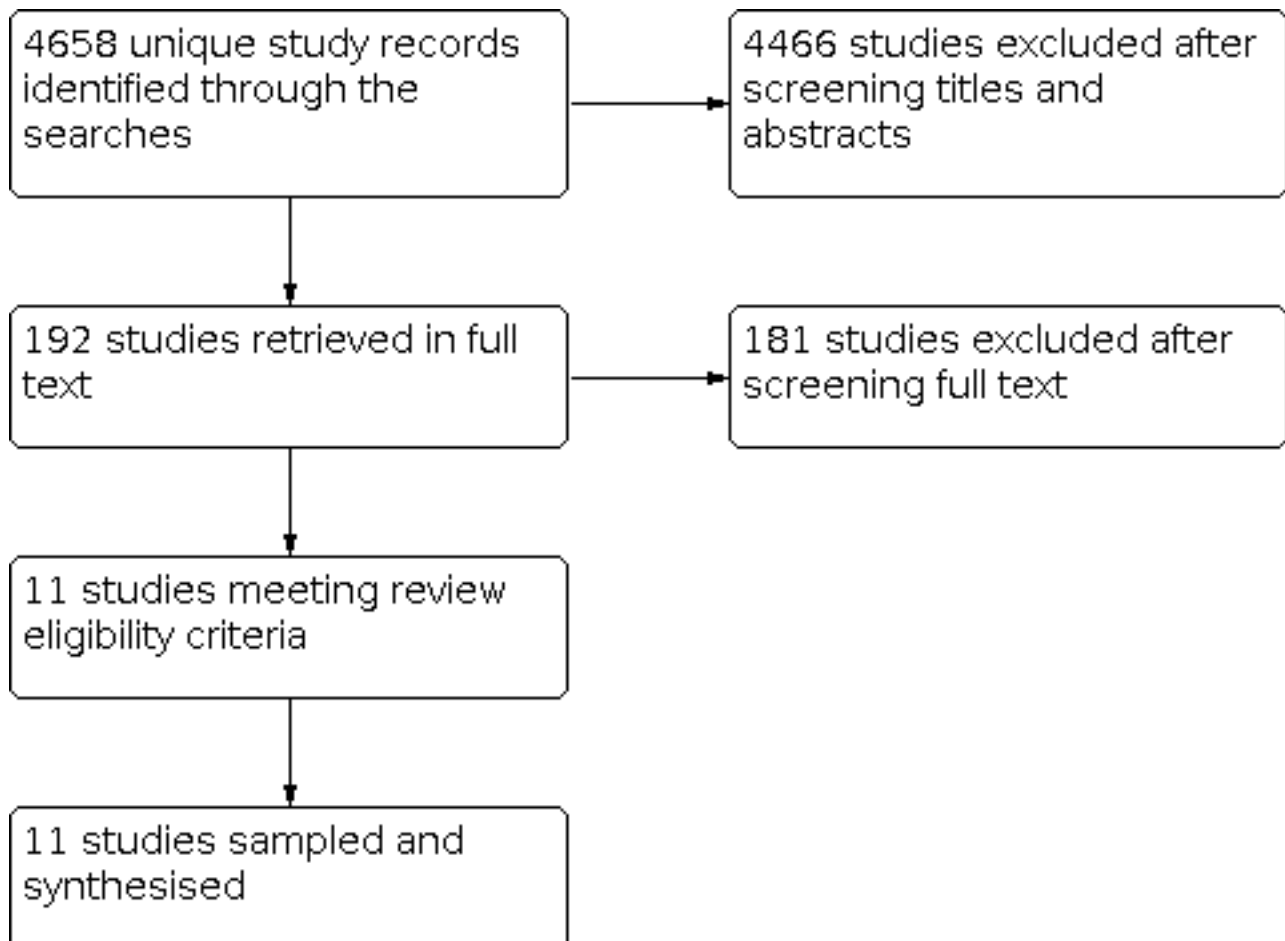 4658 unique study records
identified through the
searches
4466 studies excluded after
screening titles and
abstracts
192 studies retrieved in full
text
181 studies excluded after
screening full text
11 studies meeting review
eligibility criteria
11 studies sampled and
synthesised